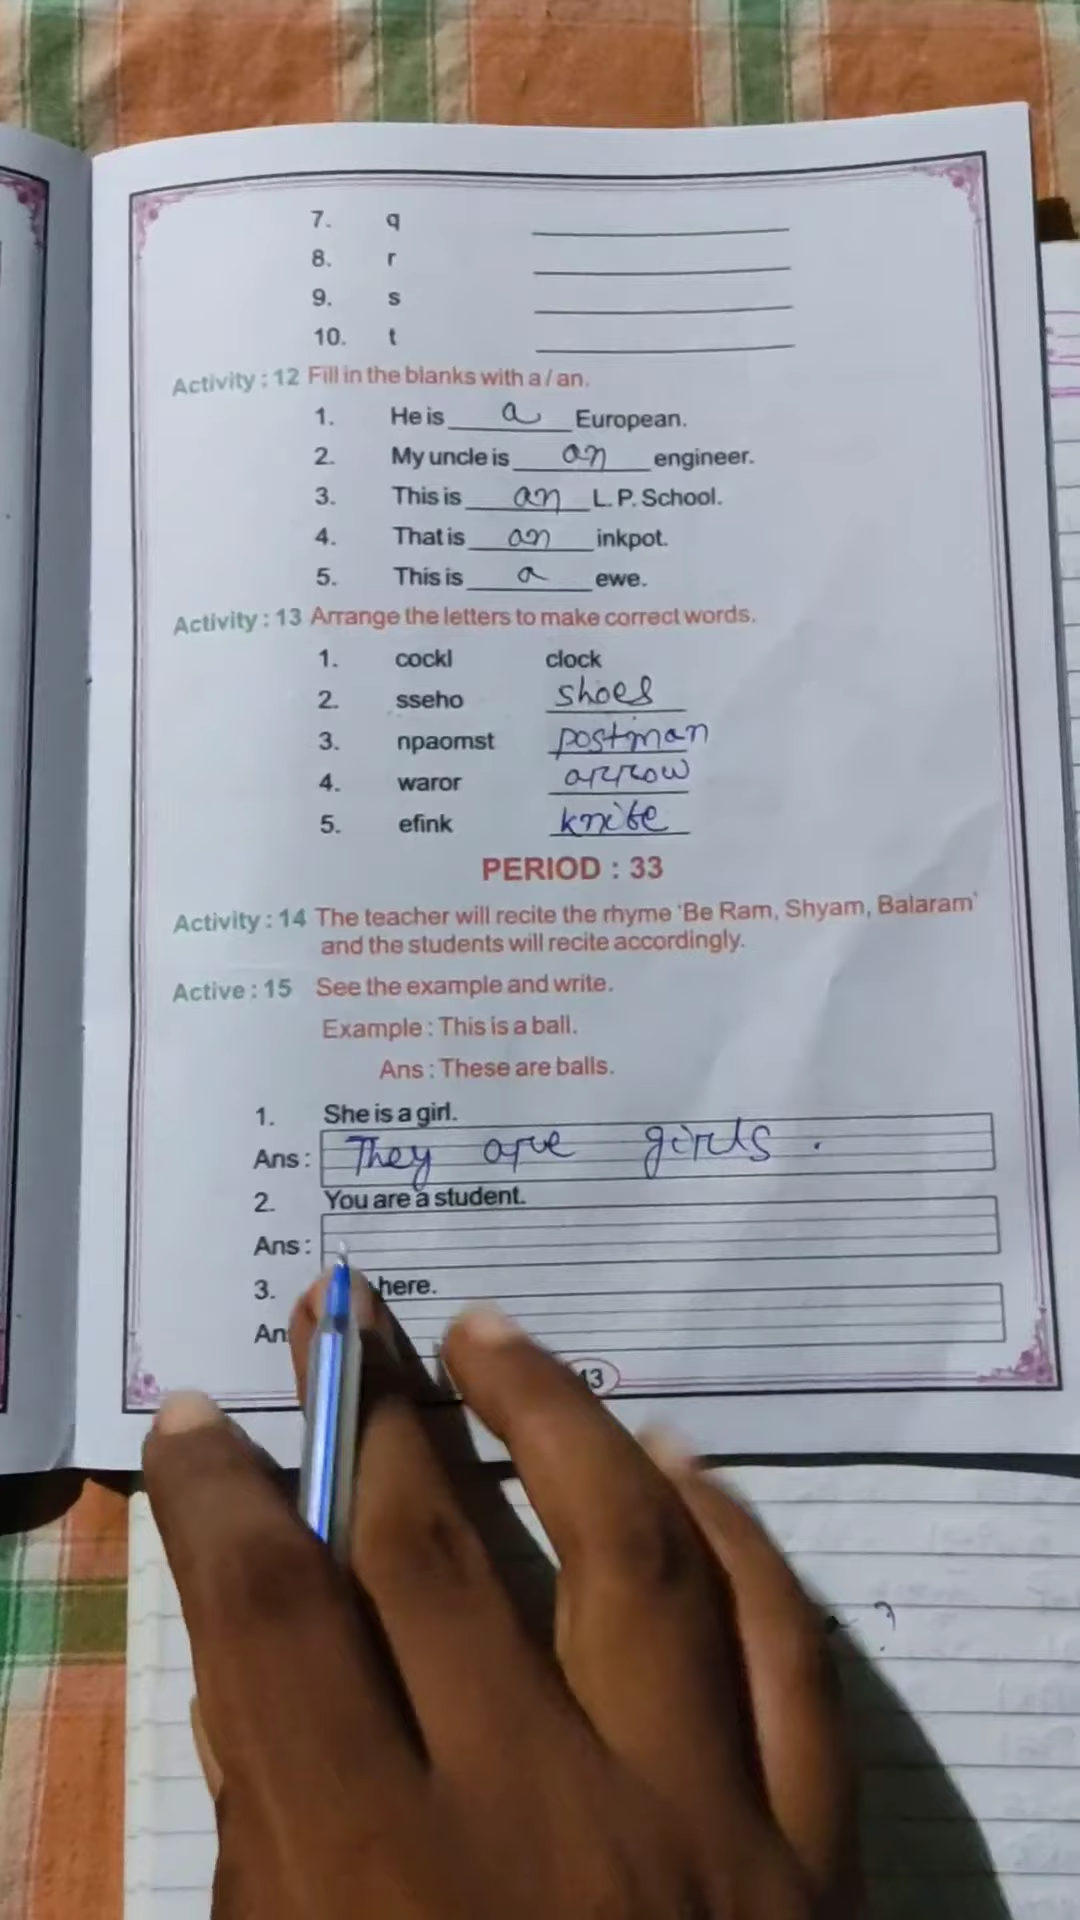 7. q
8. r
9. s
10. t
Activity : 12 Fill in the blanks with a / an.
1. He is a European.
2. My uncle is an engineer.
3. This is an L. P. School.
4. That is an inkpot.
5. This is a ewe.
Activity : 13 Arrange the letters to make correct words.
1. cockl clock
2. sseho shoes
3. npaomst postman
4. waror arrow
5. efink knife
PERIOD : 33
Activity : 14 The teacher will recite the rhyme 'Be Ram, Shyam, Balaram'
and the students will recite accordingly.
Active : 15 See the example and write.
Example : This is a ball.
Ans : These are balls.
1. She is a girl.
Ans : They are girls .
2. You are a student.
Ans :
3. here.
An
?